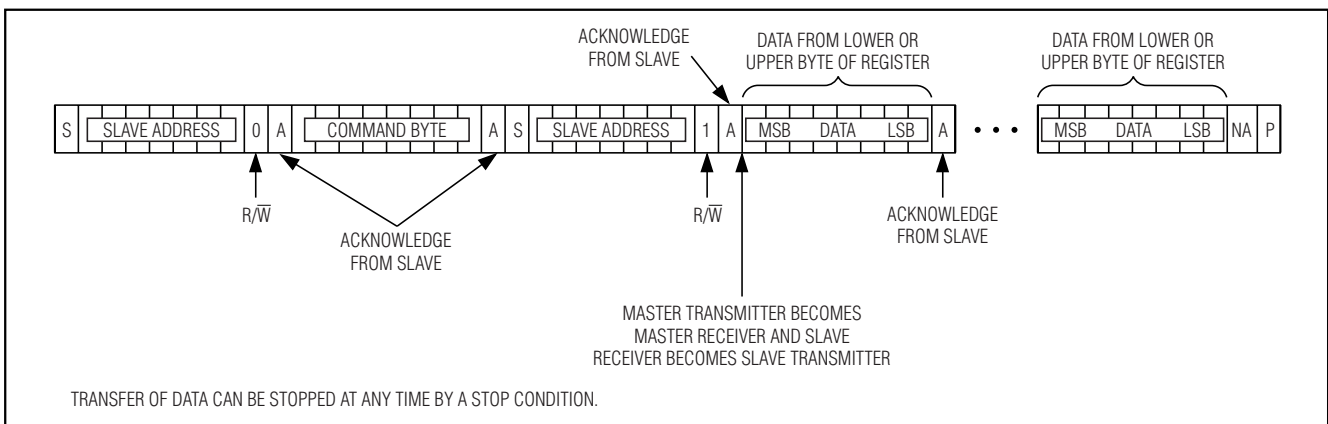 ACKNOWLEDGE
FROM SLAVE
DATA FROM LOWER OR
UPPER BYTE OF REGISTER
DATA FROM LOWER OR
UPPER BYTE OF REGISTER
S SLAVE ADDRESS 0 A COMMAND BYTE A S SLAVE ADDRESS 1 A MSB DATA LSB A • • • MSB DATA LSB NA P
R/W̅
ACKNOWLEDGE
FROM SLAVE
R/W̅
ACKNOWLEDGE
FROM SLAVE
MASTER TRANSMITTER BECOMES
MASTER RECEIVER AND SLAVE
RECEIVER BECOMES SLAVE TRANSMITTER
TRANSFER OF DATA CAN BE STOPPED AT ANY TIME BY A STOP CONDITION.